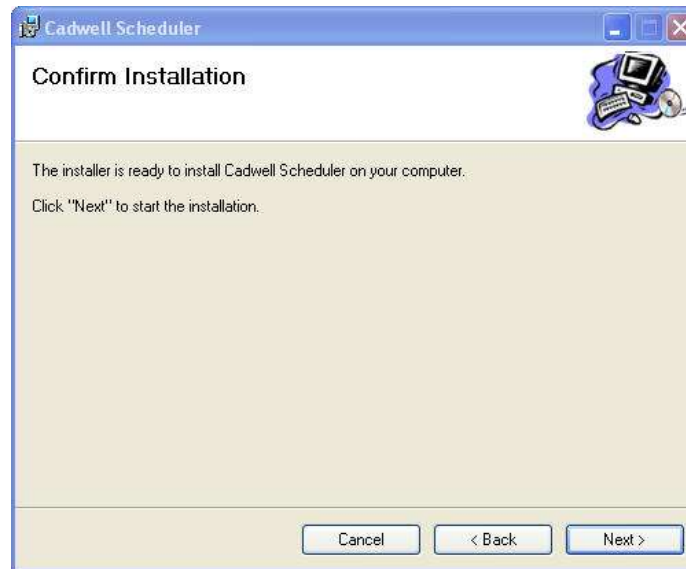 Cadwell Scheduler
Confirm Installation
The installer is ready to install Cadwell Scheduler on your computer.
Click "Next" to start the installation.
Cancel
< Back
Next >